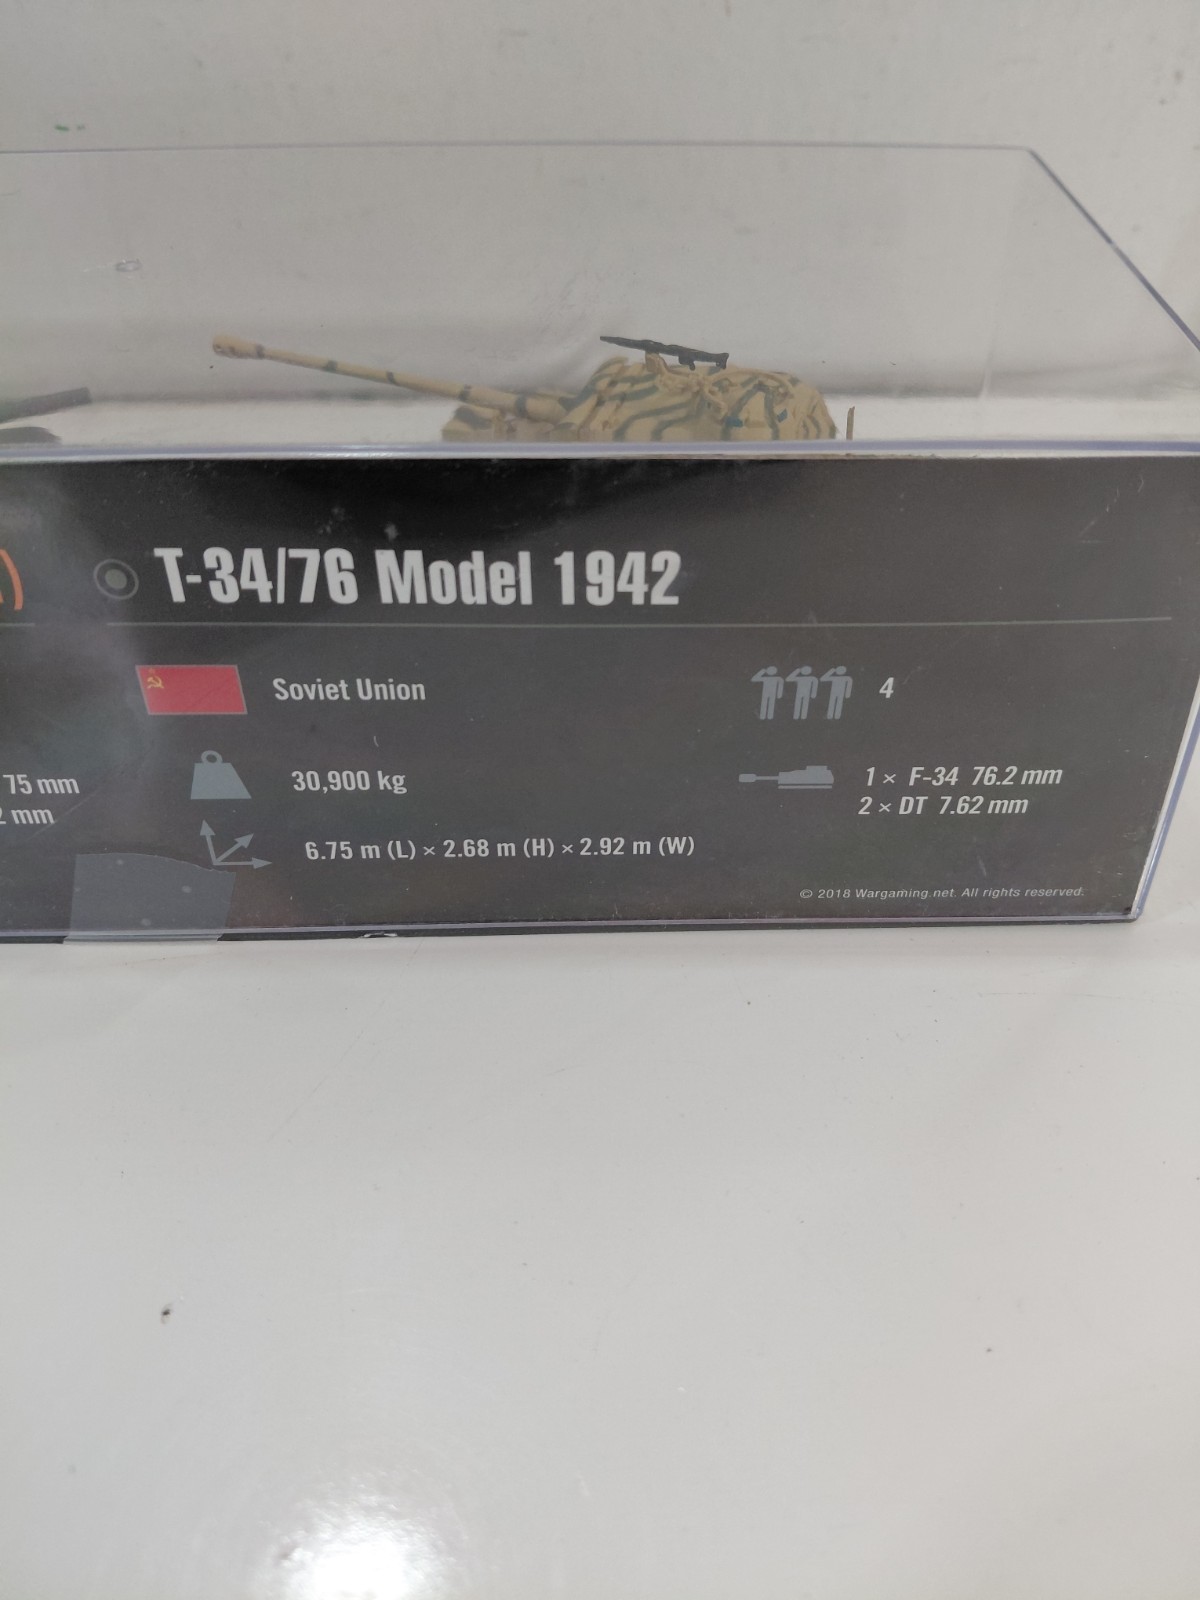 T-34/76 Model 1942
Soviet Union
4
30,900 kg
1 × F-34 76.2 mm
2 × DT 7.62 mm
75 mm
mm
6.75 m (L) × 2.68 m (H) × 2.92 m (W)
© 2018 Wargaming.net. All rights reserved.